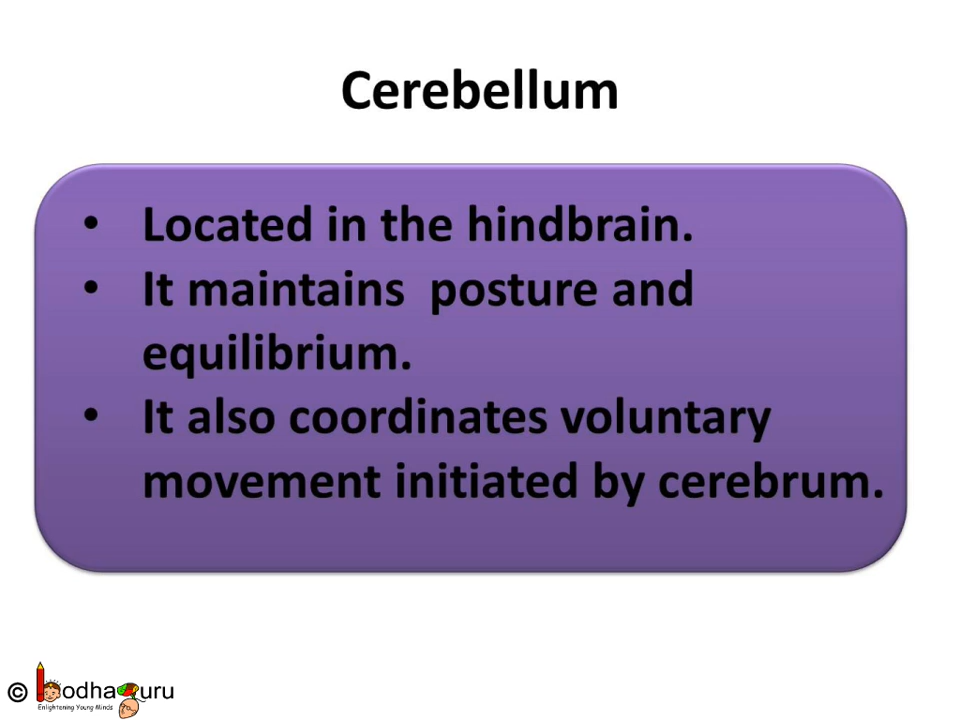 Cerebellum
• Located in the hindbrain.
• It maintains  posture and
equilibrium.
• It also coordinates voluntary
movement initiated by cerebrum.
© BodhaGuru
Enlightening Young Minds